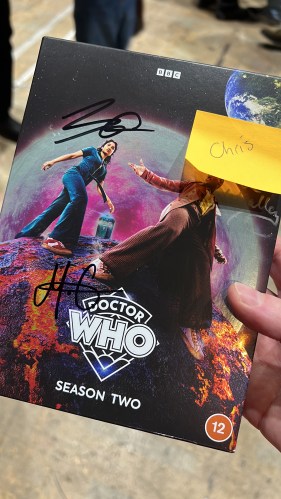 BBC
Chris
DOCTOR
WHO
SEASON TWO
12